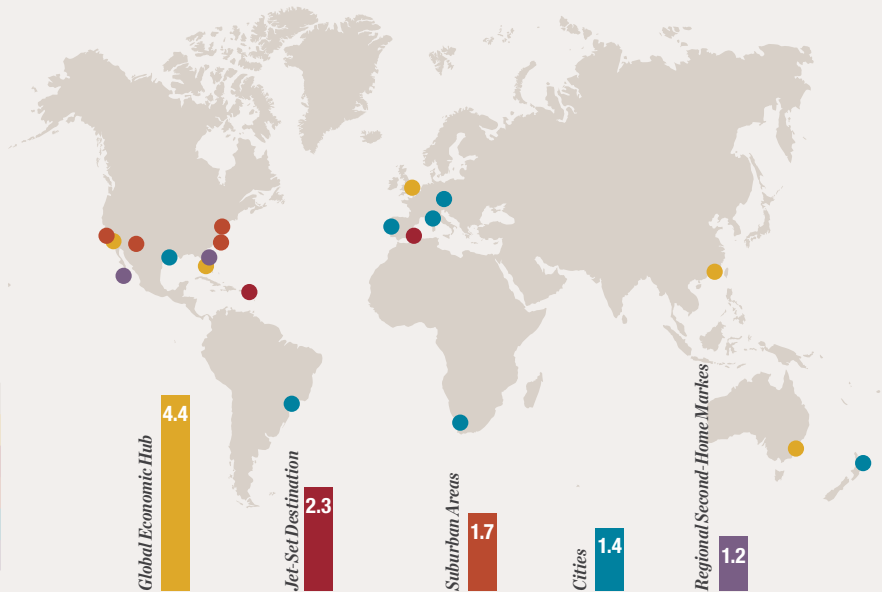 Global Economic Hub
4.4
Jet-Set Destination
2.3
Suburban Areas
1.7
Cities
1.4
Regional Second-Home Markes
1.2